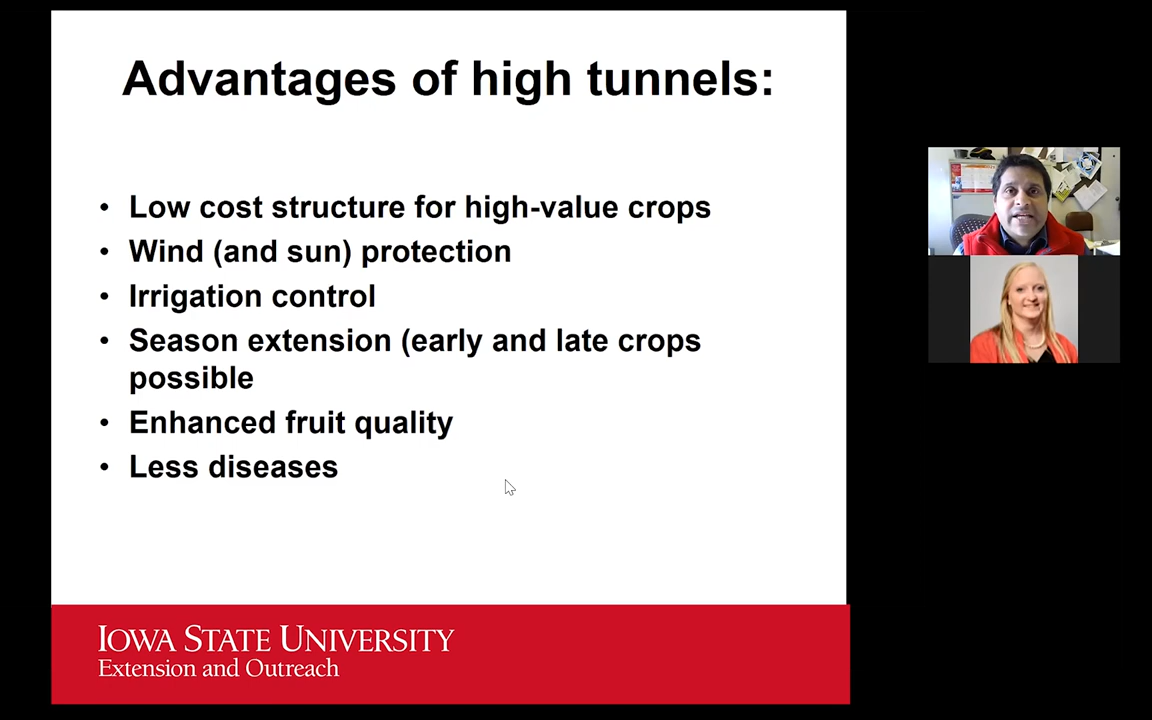 Advantages of high tunnels:
• Low cost structure for high-value crops
• Wind (and sun) protection
• Irrigation control
• Season extension (early and late crops
possible
• Enhanced fruit quality
• Less diseases
IOWA STATE UNIVERSITY
Extension and Outreach